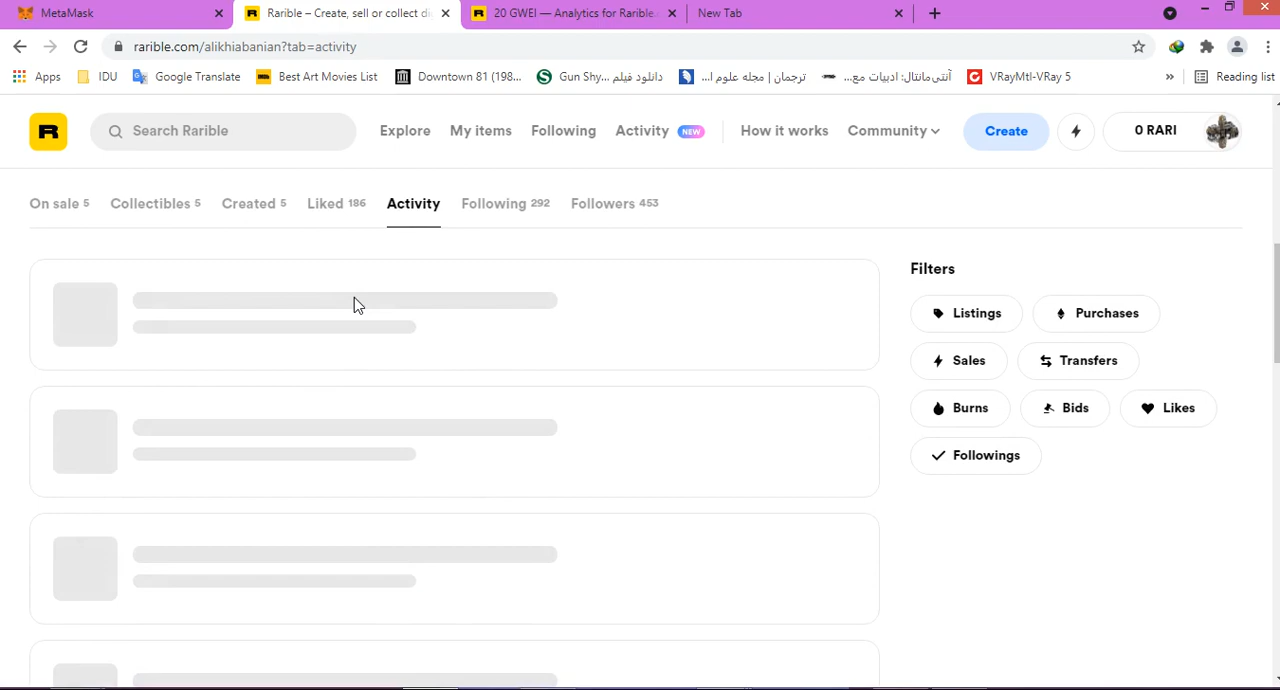 MetaMask
Rarible – Create, sell or collect di
20 GWEI — Analytics for Rarible.
New Tab
rarible.com/alikhiabanian?tab=activity
Apps
IDU
Google Translate
Best Art Movies List
Downtown 81 (198...
Gun Shy... دانلود فیلم
ترجمان | مجله علوم ا...
آنتی‌مانتال: ادبیات مع...
VRayMtl-VRay 5
»
Reading list
R
Search Rarible
Explore
My items
Following
Activity NEW
How it works
Community
Create
0 RARI
On sale 5
Collectibles 5
Created 5
Liked 186
Activity
Following 292
Followers 453
Filters
Listings
Purchases
Sales
Transfers
Burns
Bids
Likes
Followings